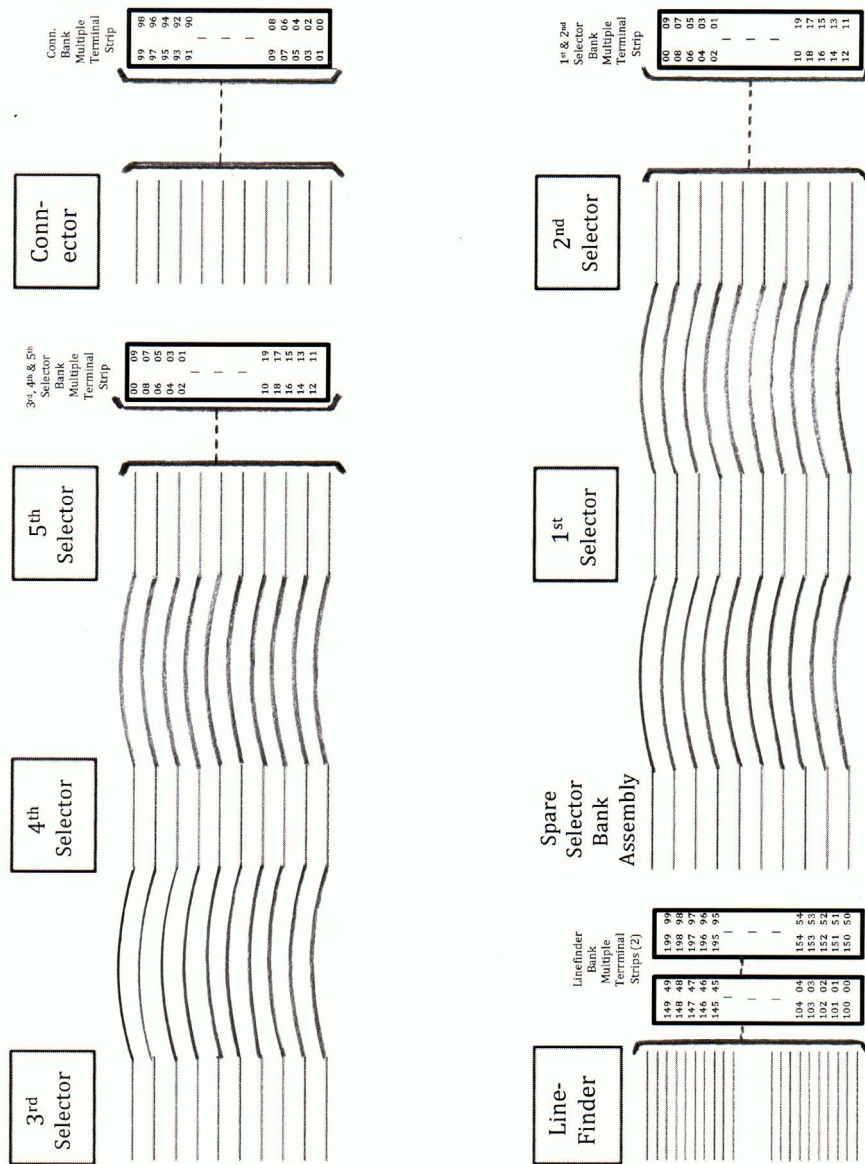 3rd
Selector
4th
Selector
5th
Selector
3rd, 4th & 5th
Selector
Bank
Multiple
Terminal
Strip
00 09
08 07
06 05
04 03
02 01
10 19
18 17
16 15
14 13
12 11
Conn-
ector
Conn.
Bank
Multiple
Terminal
Strip
99 98
97 96
95 94
93 92
91 90
09 08
07 06
05 04
03 02
01 00
Line-
Finder
Linefinder
Bank
Multiple
Terrminal
Strips (2)
149 49
148 48
147 47
146 46
145 45
104 04
103 03
102 02
101 01
100 00
199 99
198 98
197 97
196 96
195 95
154 54
153 53
152 52
151 51
150 50
Spare
Selector
Bank
Assembly
1st
Selector
2nd
Selector
1st & 2nd
Selector
Bank
Multiple
Terminal
Strip
00 09
08 07
06 05
04 03
02 01
10 19
18 17
16 15
14 13
12 11